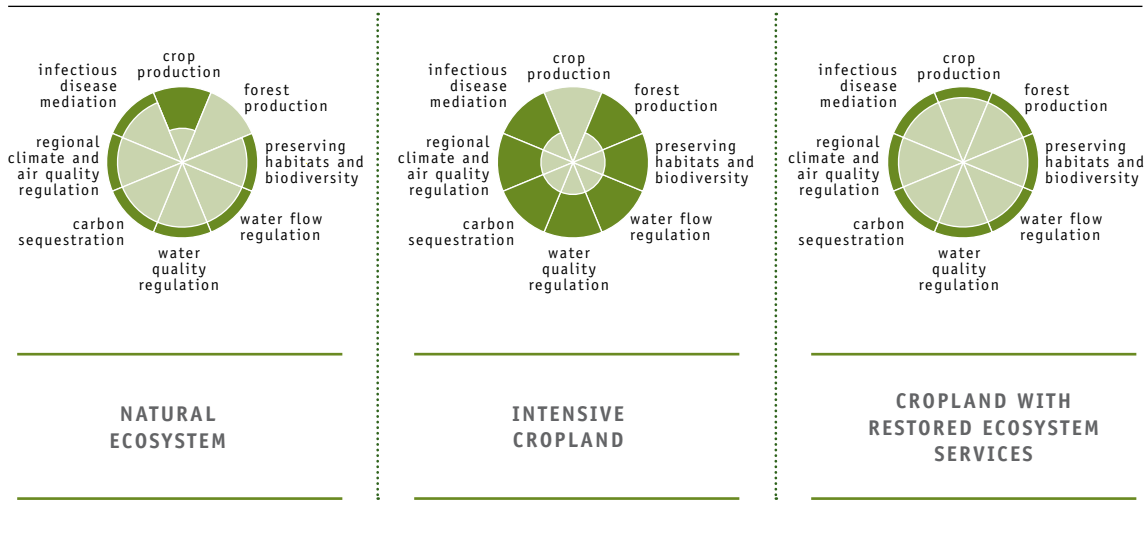 crop
production
infectious
disease
mediation
forest
production
regional
climate and
air quality
regulation
preserving
habitats and
biodiversity
carbon
sequestration
water flow
regulation
water
quality
regulation
NATURAL
ECOSYSTEM
crop
production
infectious
disease
mediation
forest
production
regional
climate and
air quality
regulation
preserving
habitats and
biodiversity
carbon
sequestration
water flow
regulation
water
quality
regulation
INTENSIVE
CROPLAND
crop
production
infectious
disease
mediation
forest
production
regional
climate and
air quality
regulation
preserving
habitats and
biodiversity
carbon
sequestration
water flow
regulation
water
quality
regulation
CROPLAND WITH
RESTORED ECOSYSTEM
SERVICES